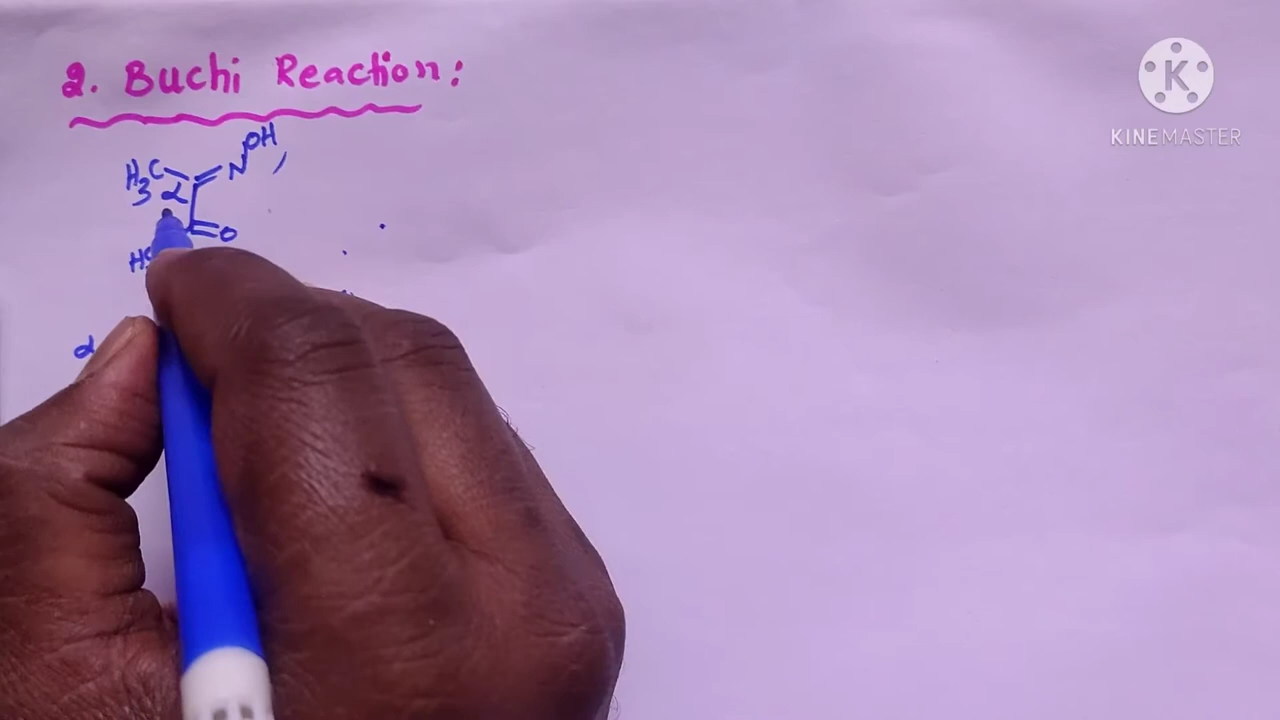 2. Buchi Reaction:
OH
H3C
N
α
O
α
K
KINEMASTER